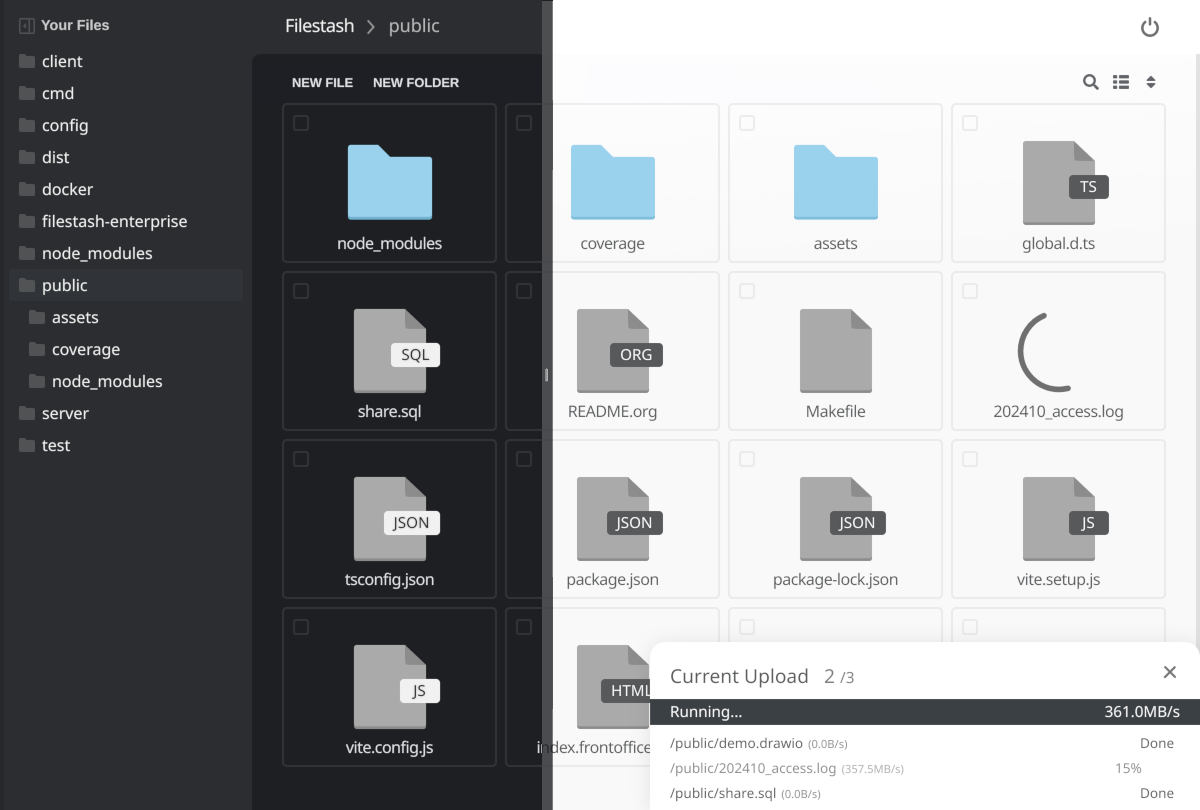 Your Files
client
cmd
config
dist
docker
filestash-enterprise
node_modules
public
assets
coverage
node_modules
server
test
Filestash > public
NEW FILE NEW FOLDER
node_modules coverage assets global.d.ts
TS
SQL ORG
share.sql README.org Makefile 202410_access.log
JSON JSON JSON JS
tsconfig.json package.json package-lock.json vite.setup.js
JS HTML
vite.config.js index.frontoffice
Current Upload 2 /3
Running... 361.0MB/s
/public/demo.drawio (0.0B/s) Done
/public/202410_access.log (357.5MB/s) 15%
/public/share.sql (0.0B/s) Done